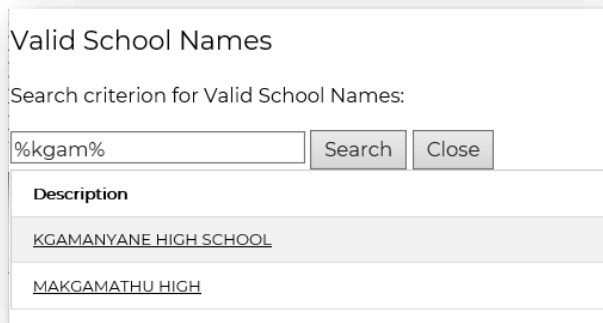 Valid School Names
Search criterion for Valid School Names:
%kgam% Search Close
Description
KGAMANYANE HIGH SCHOOL
MAKGAMATHU HIGH